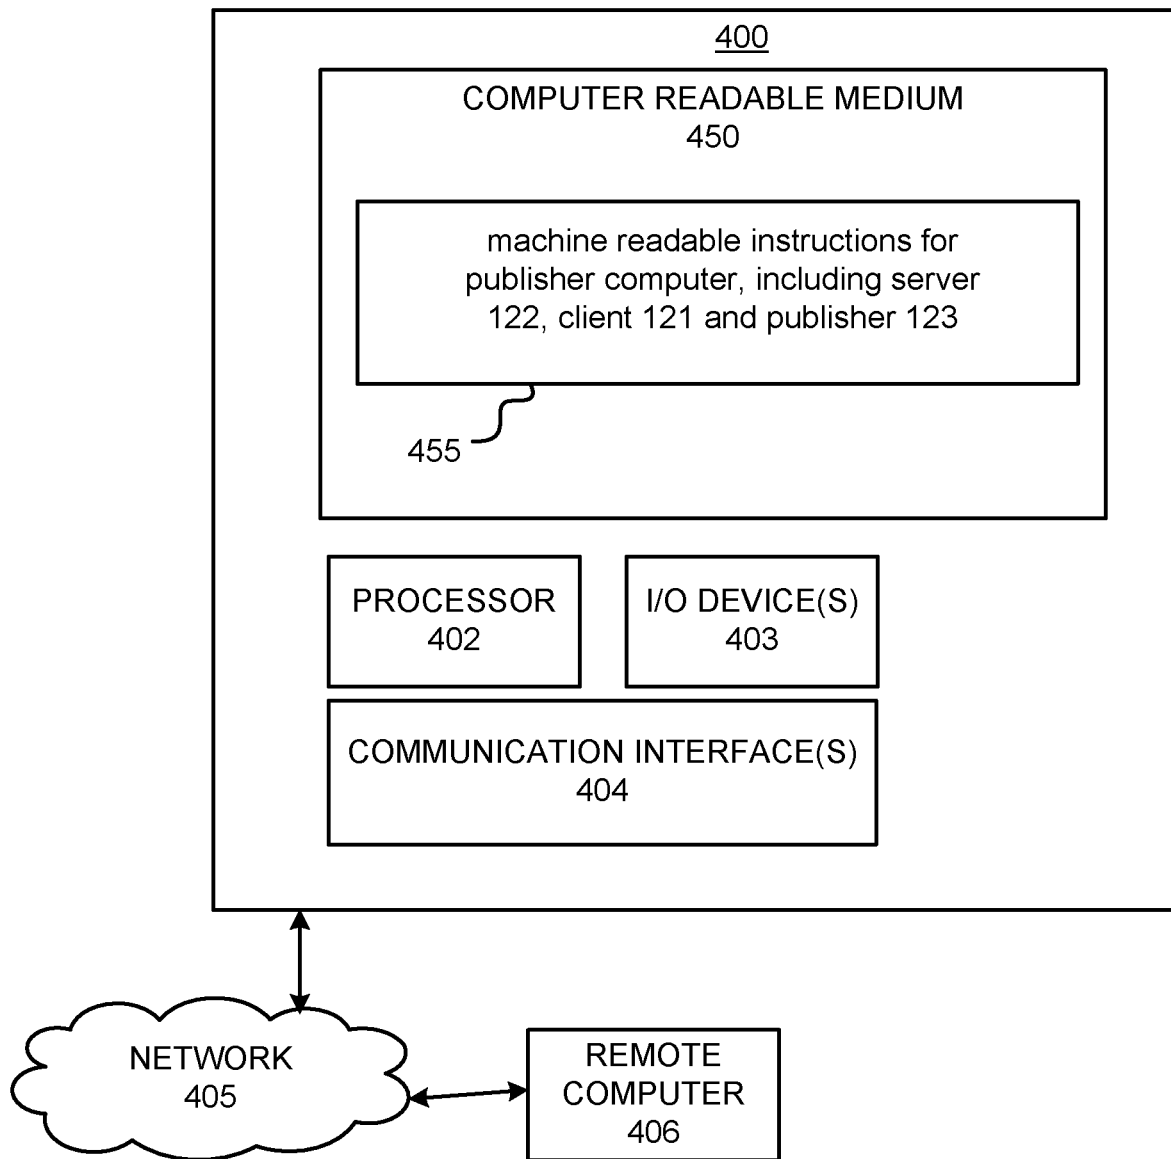 400
COMPUTER READABLE MEDIUM
450
machine readable instructions for
publisher computer, including server
122, client 121 and publisher 123
455
PROCESSOR
402
I/O DEVICE(S)
403
COMMUNICATION INTERFACE(S)
404
NETWORK
405
REMOTE
COMPUTER
406